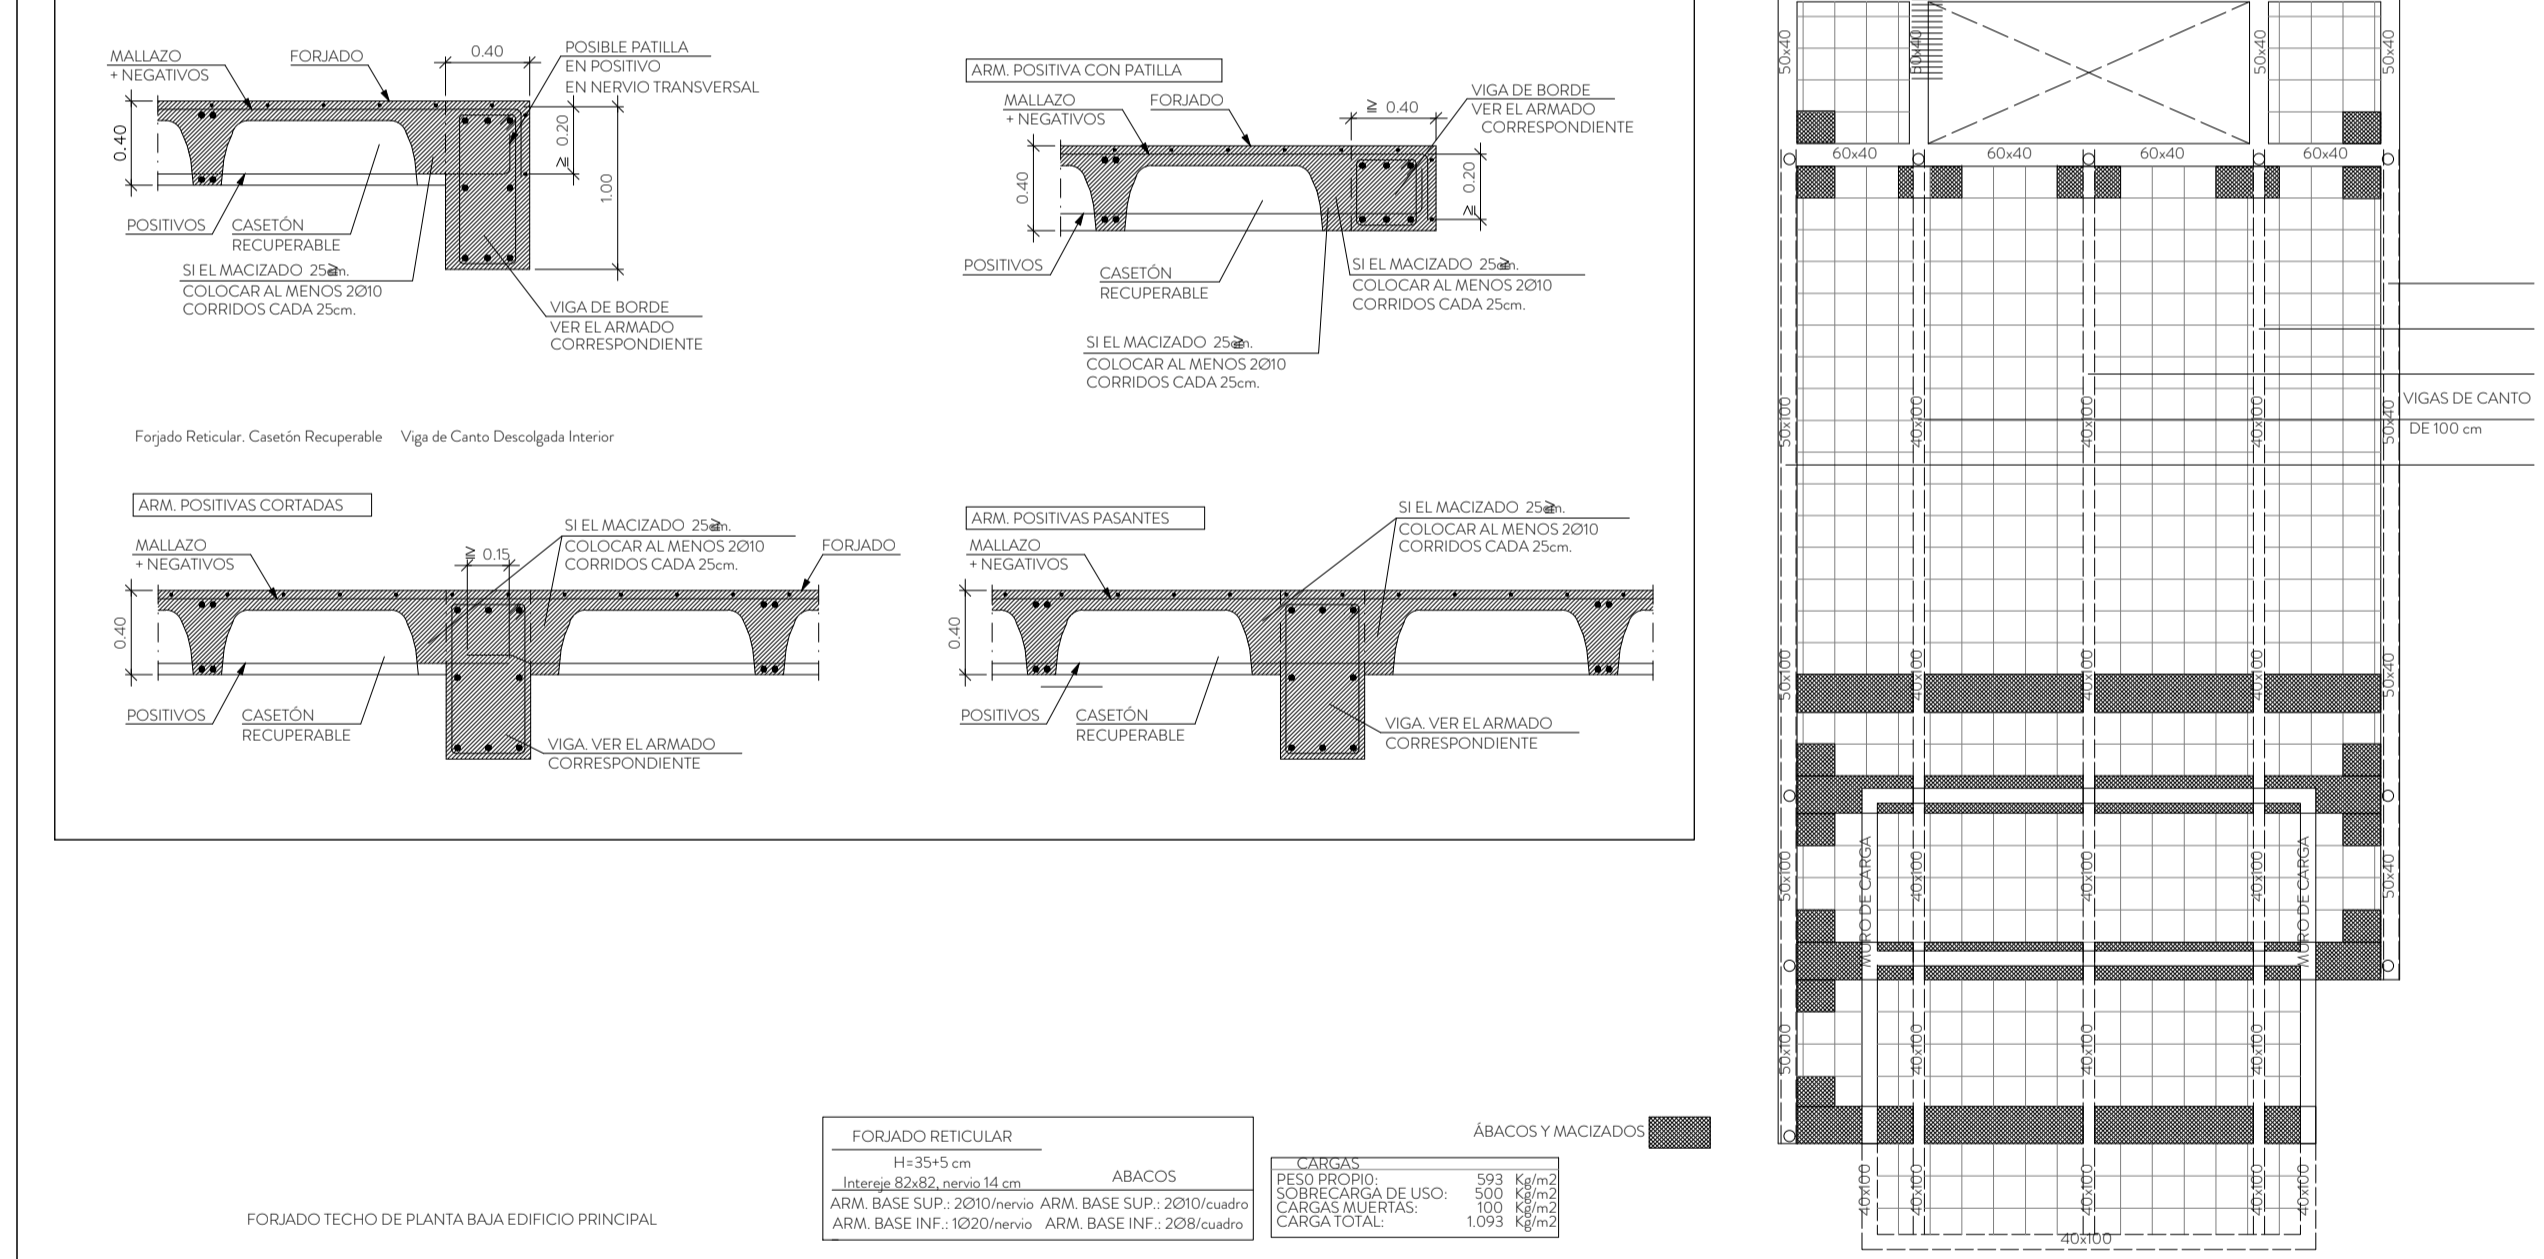 MALLAZO
+ NEGATIVOS
FORJADO
0.40
POSIBLE PATILLA
EN POSITIVO
EN NERVIO TRANSVERSAL
0.40
≥ 0.20
1.00
POSITIVOS
CASETÓN
RECUPERABLE
SI EL MACIZADO 25cm.
COLOCAR AL MENOS 2Ø10
CORRIDOS CADA 25cm.
VIGA DE BORDE
VER EL ARMADO
CORRESPONDIENTE
ARM. POSITIVA CON PATILLA
MALLAZO
+ NEGATIVOS
FORJADO
≥ 0.40
VIGA DE BORDE
VER EL ARMADO
CORRESPONDIENTE
0.40
≥ 0.20
POSITIVOS
CASETÓN
RECUPERABLE
SI EL MACIZADO 25cm.
COLOCAR AL MENOS 2Ø10
CORRIDOS CADA 25cm.
SI EL MACIZADO 25cm.
COLOCAR AL MENOS 2Ø10
CORRIDOS CADA 25cm.
Forjado Reticular. Casetón Recuperable Viga de Canto Descolgada Interior
ARM. POSITIVAS CORTADAS
MALLAZO
+ NEGATIVOS
≥ 0.15
SI EL MACIZADO 25cm.
COLOCAR AL MENOS 2Ø10
CORRIDOS CADA 25cm.
FORJADO
0.40
POSITIVOS
CASETÓN
RECUPERABLE
VIGA. VER EL ARMADO
CORRESPONDIENTE
ARM. POSITIVAS PASANTES
MALLAZO
+ NEGATIVOS
SI EL MACIZADO 25cm.
COLOCAR AL MENOS 2Ø10
CORRIDOS CADA 25cm.
0.40
POSITIVOS
CASETÓN
RECUPERABLE
VIGA. VER EL ARMADO
CORRESPONDIENTE
FORJADO TECHO DE PLANTA BAJA EDIFICIO PRINCIPAL
FORJADO RETICULAR
H=35+5 cm
Intereje 82x82, nervio 14 cm
ABACOS
ARM. BASE SUP.: 2Ø10/nervio ARM. BASE SUP.: 2Ø10/cuadro
ARM. BASE INF.: 1Ø20/nervio ARM. BASE INF.: 2Ø8/cuadro
ÁBACOS Y MACIZADOS
CARGAS
PESO PROPIO: 593 Kg/m2
SOBRECARGA DE USO: 500 Kg/m2
CARGAS MUERTAS: 100 Kg/m2
CARGA TOTAL: 1.093 Kg/m2
50x40
50x40
50x40
50x40
60x40
60x40
60x40
60x40
VIGAS DE CANTO
DE 100 cm
50x100
40x100
40x100
40x100
50x40
50x100
40x100
40x100
40x100
50x40
50x100
MURO DE CARGA
40x100
40x100
40x100
MURO DE CARGA
50x40
50x100
40x100
40x100
40x100
40x100
40x100
40x100
40x100
40x100
40x100